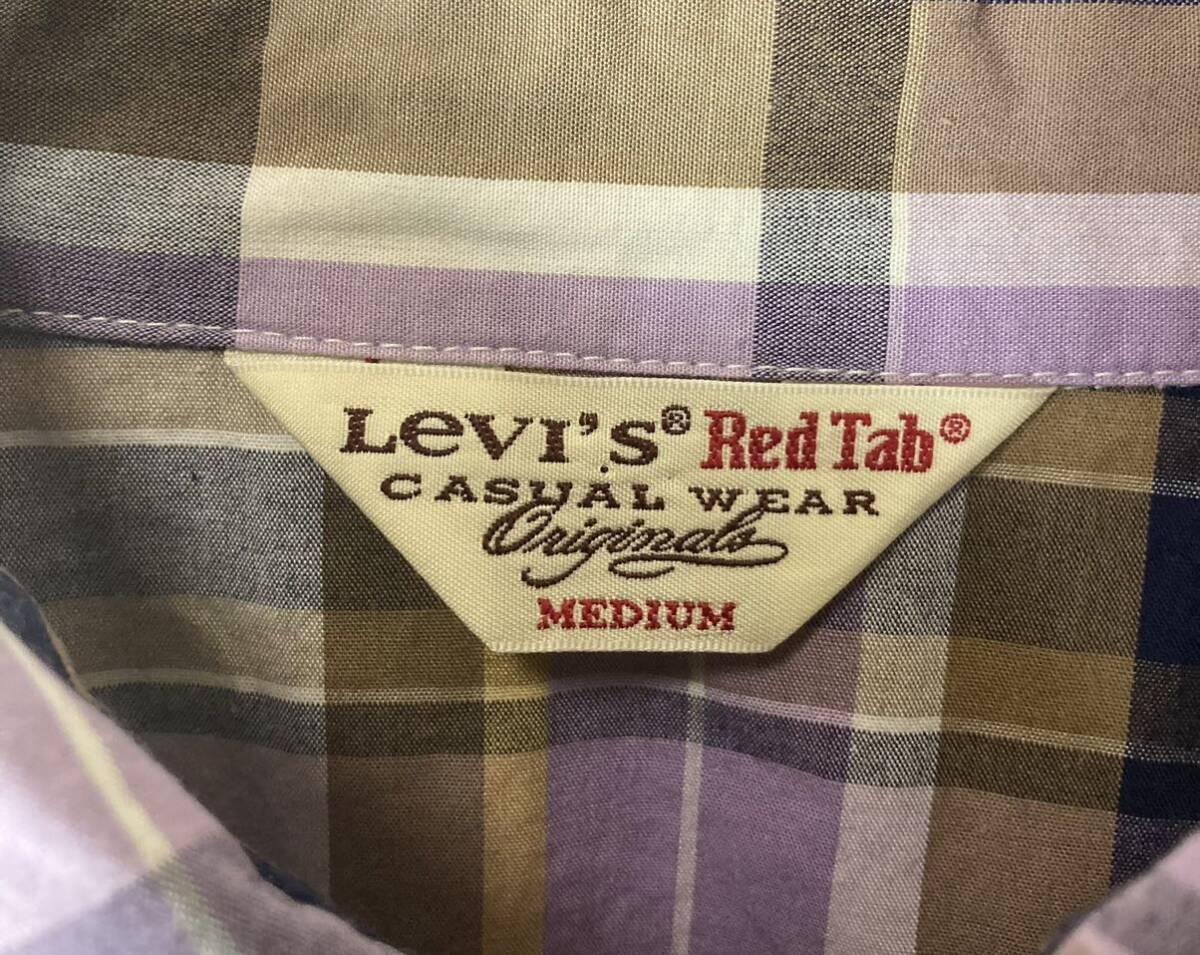 LeVI'S® Red Tab®
CASUAL WEAR
Originals
MEDIUM